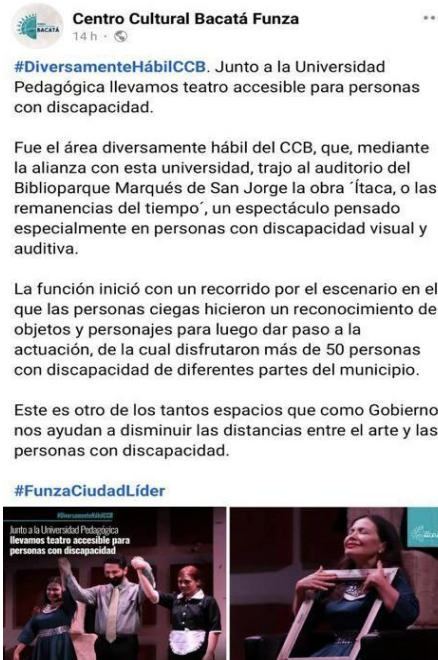 BACATÁ
Centro Cultural Bacatá Funza
14 h ·
#DiversamenteHábilCCB. Junto a la Universidad
Pedagógica llevamos teatro accesible para personas
con discapacidad.
Fue el área diversamente hábil del CCB, que, mediante
la alianza con esta universidad, trajo al auditorio del
Biblioparque Marqués de San Jorge la obra ´Ítaca, o las
remanencias del tiempo´, un espectáculo pensado
especialmente en personas con discapacidad visual y
auditiva.
La función inició con un recorrido por el escenario en el
que las personas ciegas hicieron un reconocimiento de
objetos y personajes para luego dar paso a la
actuación, de la cual disfrutaron más de 50 personas
con discapacidad de diferentes partes del municipio.
Este es otro de los tantos espacios que como Gobierno
nos ayudan a disminuir las distancias entre el arte y las
personas con discapacidad.
#FunzaCiudadLíder
#DiversamenteHábilCCB
Junto a la Universidad Pedagógica
llevamos teatro accesible para
personas con discapacidad